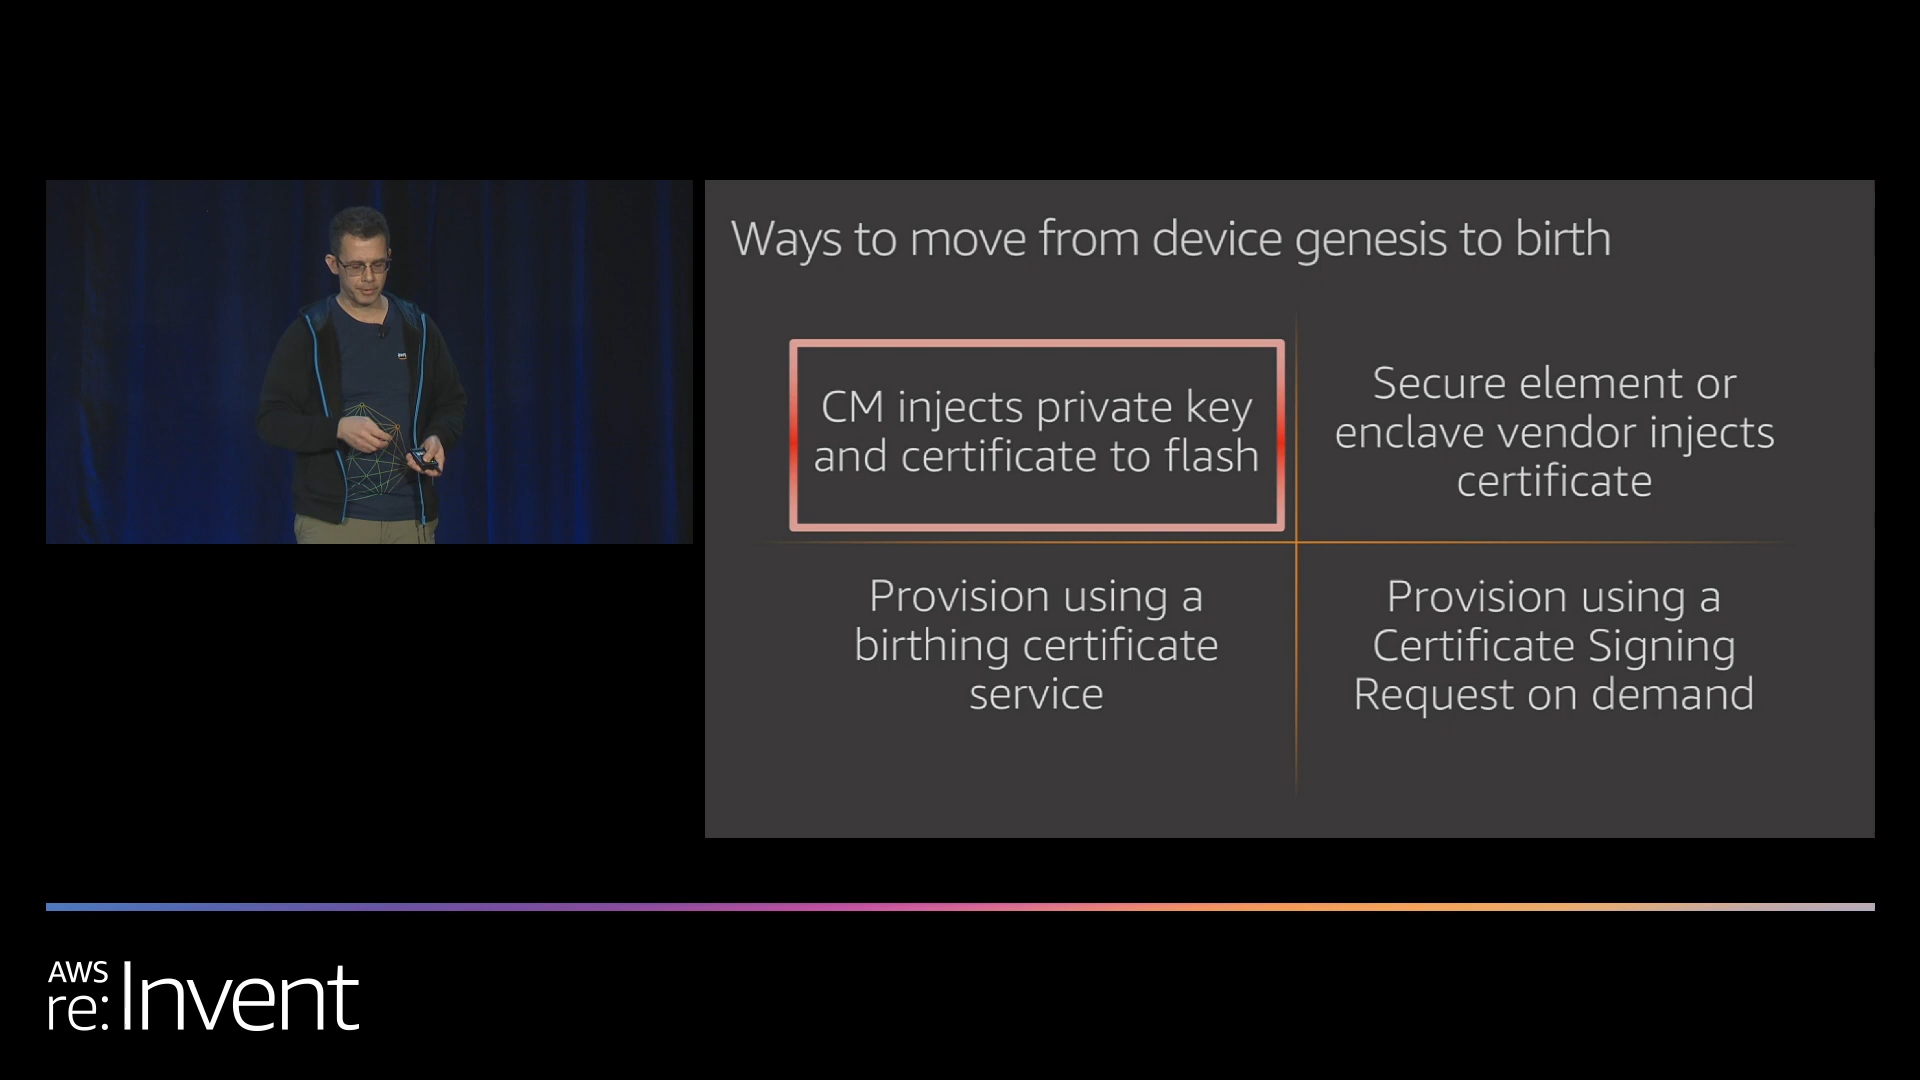 Ways to move from device genesis to birth
CM injects private key
and certificate to flash
Secure element or
enclave vendor injects
certificate
Provision using a
birthing certificate
service
Provision using a
Certificate Signing
Request on demand
AWS
re:Invent